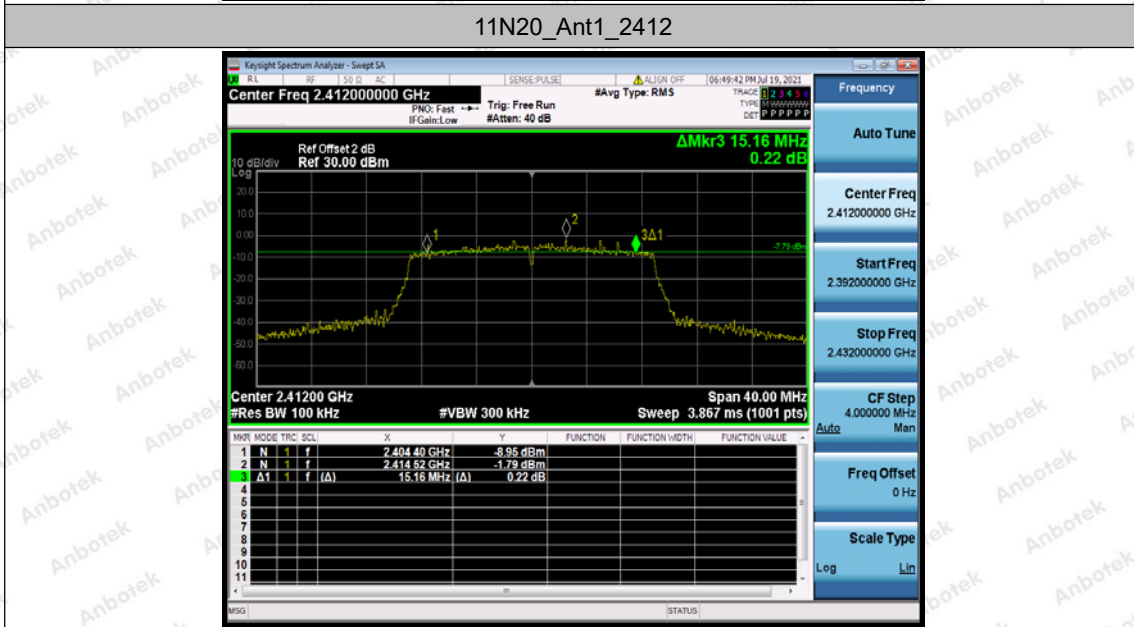 11N20_Ant1_2412
Keysight Spectrum Analyzer - Swept SA
RL RF 50 Ω AC SENSE:PULSE ALIGN OFF 06:49:42 PM Jul 19, 2021
Center Freq 2.412000000 GHz
PNO: Fast
IFGain:Low
Trig: Free Run
#Atten: 40 dB
#Avg Type: RMS
TRACE 1 2 3 4 5 6
TYPE M WWWWW
DET P P P P P P
Ref Offset 2 dB
10 dB/div Ref 30.00 dBm
Log
ΔMkr3 15.16 MHz
0.22 dB
20.0
10.0
0.00
-10.0
-20.0
-30.0
-40.0
-50.0
-60.0
1
2
3Δ1
-7.79 dBm
Center 2.41200 GHz Span 40.00 MHz
#Res BW 100 kHz #VBW 300 kHz Sweep 3.867 ms (1001 pts)
MKR MODE TRC SCL X Y FUNCTION FUNCTION WIDTH FUNCTION VALUE
1 N 1 f 2.404 40 GHz -8.95 dBm
2 N 1 f 2.414 52 GHz -1.79 dBm
3 Δ1 1 f (Δ) 15.16 MHz (Δ) 0.22 dB
4
5
6
7
8
9
10
11
MSG STATUS
Frequency
Auto Tune
Center Freq
2.412000000 GHz
Start Freq
2.392000000 GHz
Stop Freq
2.432000000 GHz
CF Step
4.000000 MHz
Auto Man
Freq Offset
0 Hz
Scale Type
Log Lin
Anbotek